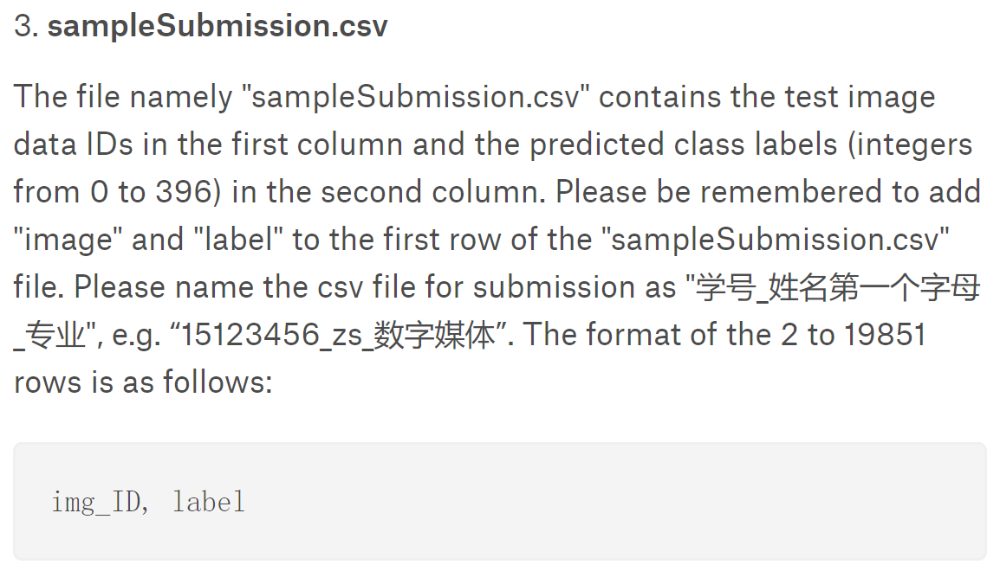 3. sampleSubmission.csv
The file namely "sampleSubmission.csv" contains the test image
data IDs in the first column and the predicted class labels (integers
from 0 to 396) in the second column. Please be remembered to add
"image" and "label" to the first row of the "sampleSubmission.csv"
file. Please name the csv file for submission as "学号_姓名第一个字母
_专业", e.g. “15123456_zs_数字媒体”. The format of the 2 to 19851
rows is as follows:
img_ID, label